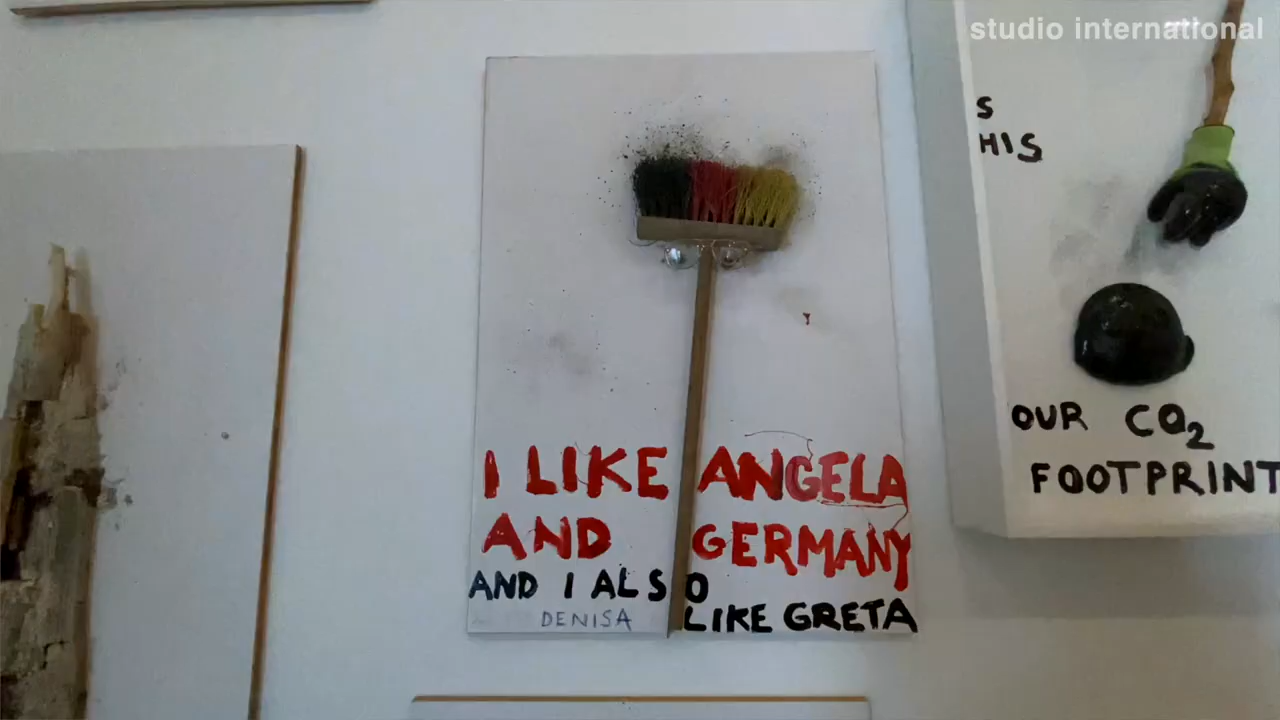 studio international
S
HIS
I LIKE ANGELA
AND GERMANY
AND I ALSO
DENISA LIKE GRETA
OUR CO2
FOOTPRINT